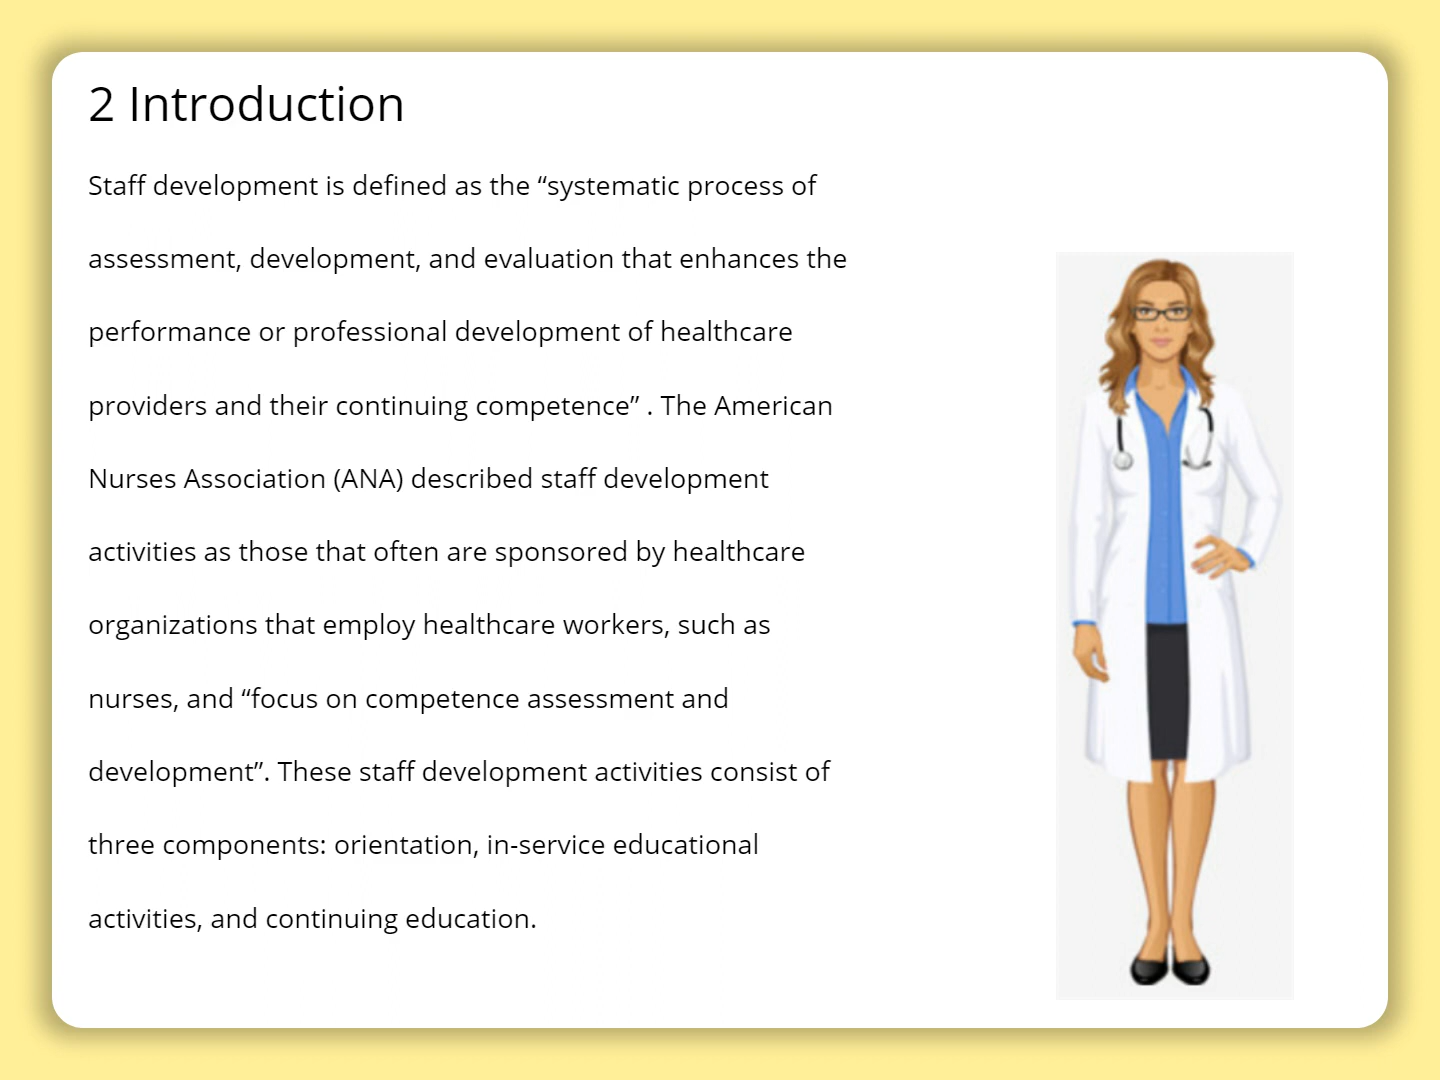 2 Introduction
Staff development is defined as the “systematic process of
assessment, development, and evaluation that enhances the
performance or professional development of healthcare
providers and their continuing competence” . The American
Nurses Association (ANA) described staff development
activities as those that often are sponsored by healthcare
organizations that employ healthcare workers, such as
nurses, and “focus on competence assessment and
development”. These staff development activities consist of
three components: orientation, in-service educational
activities, and continuing education.